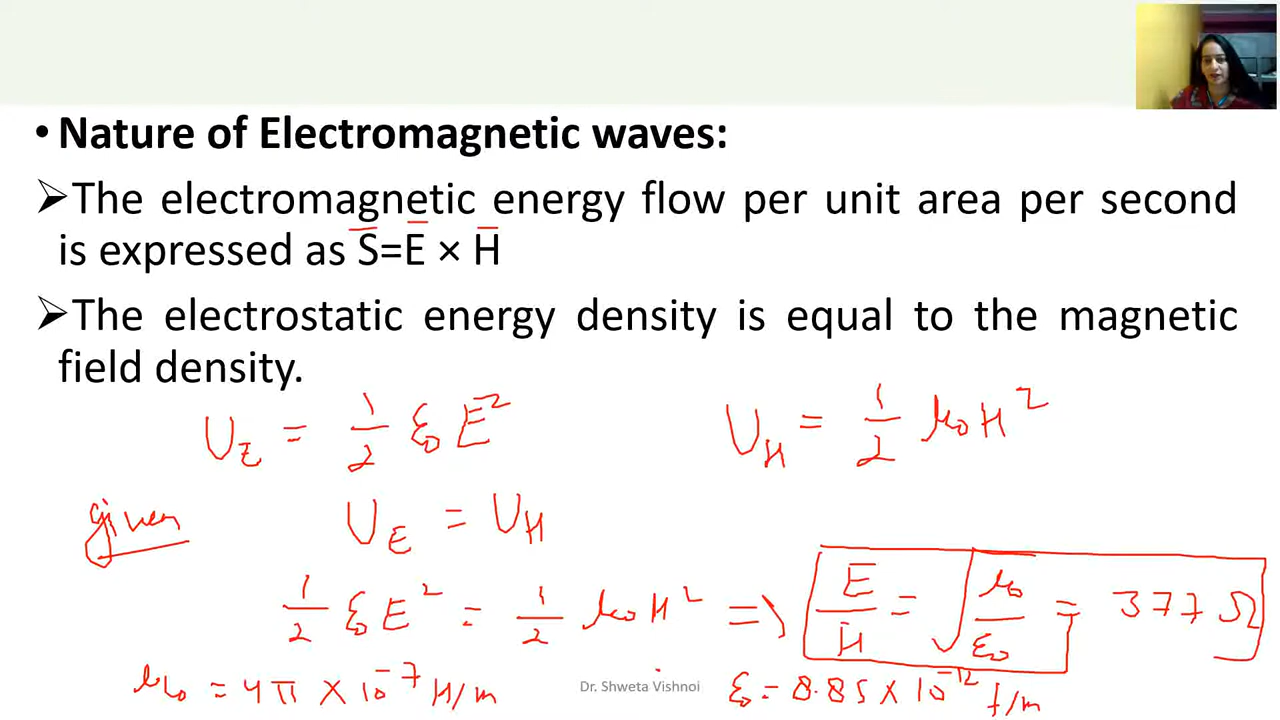 • Nature of Electromagnetic waves:
➢The electromagnetic energy flow per unit area per second
is expressed as S̅=E̅ × H̅
➢The electrostatic energy density is equal to the magnetic
field density.
U_E = 1/2 ε₀ E² U_H = 1/2 μ₀ H²
given U_E = U_H
1/2 ε₀ E² = 1/2 μ₀ H² => E/H = √(μ₀/ε₀) = 377 Ω
μ₀ = 4π × 10⁻⁷ H/m ε₀ = 8.85 × 10⁻¹² f/m
Dr. Shweta Vishnoi